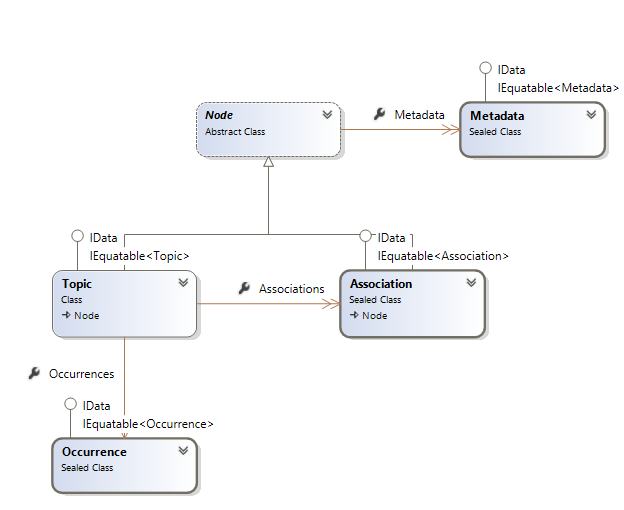 IData
IEquatable<Metadata>
Node
Abstract Class
Metadata
Metadata
Sealed Class
IData
IEquatable<Topic>
IData
IEquatable<Association>
Topic
Class
Node
Associations
Association
Sealed Class
Node
Occurrences
IData
IEquatable<Occurrence>
Occurrence
Sealed Class